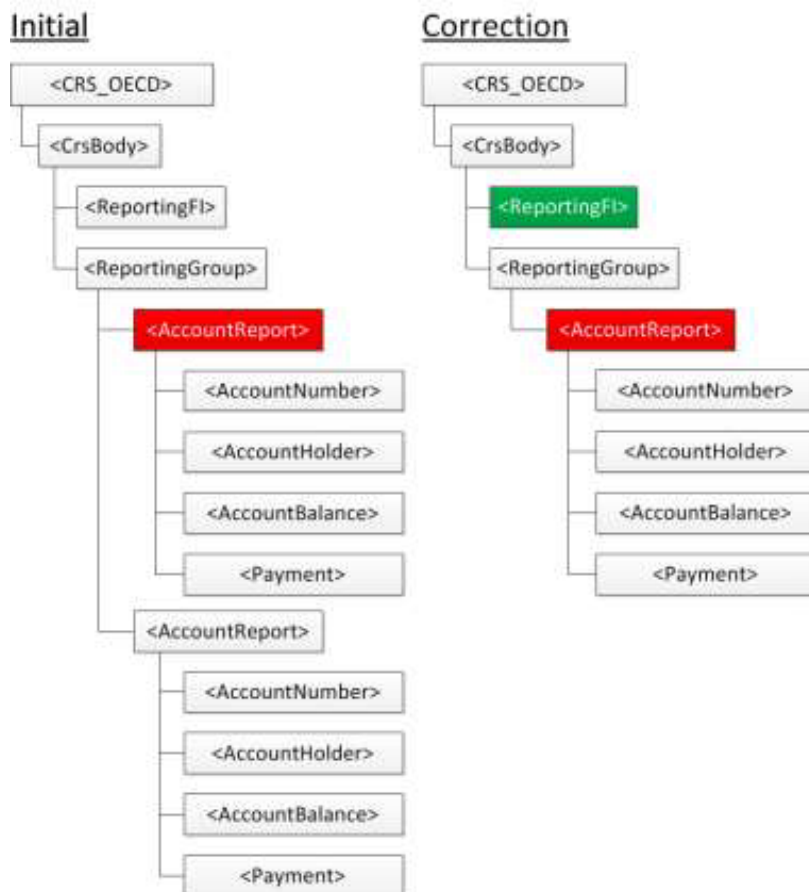 Initial
<CRS_OECD>
<CrsBody>
<ReportingFI>
<ReportingGroup>
<AccountReport>
<AccountNumber>
<AccountHolder>
<AccountBalance>
<Payment>
<AccountReport>
<AccountNumber>
<AccountHolder>
<AccountBalance>
<Payment>
Correction
<CRS_OECD>
<CrsBody>
<ReportingFI>
<ReportingGroup>
<AccountReport>
<AccountNumber>
<AccountHolder>
<AccountBalance>
<Payment>